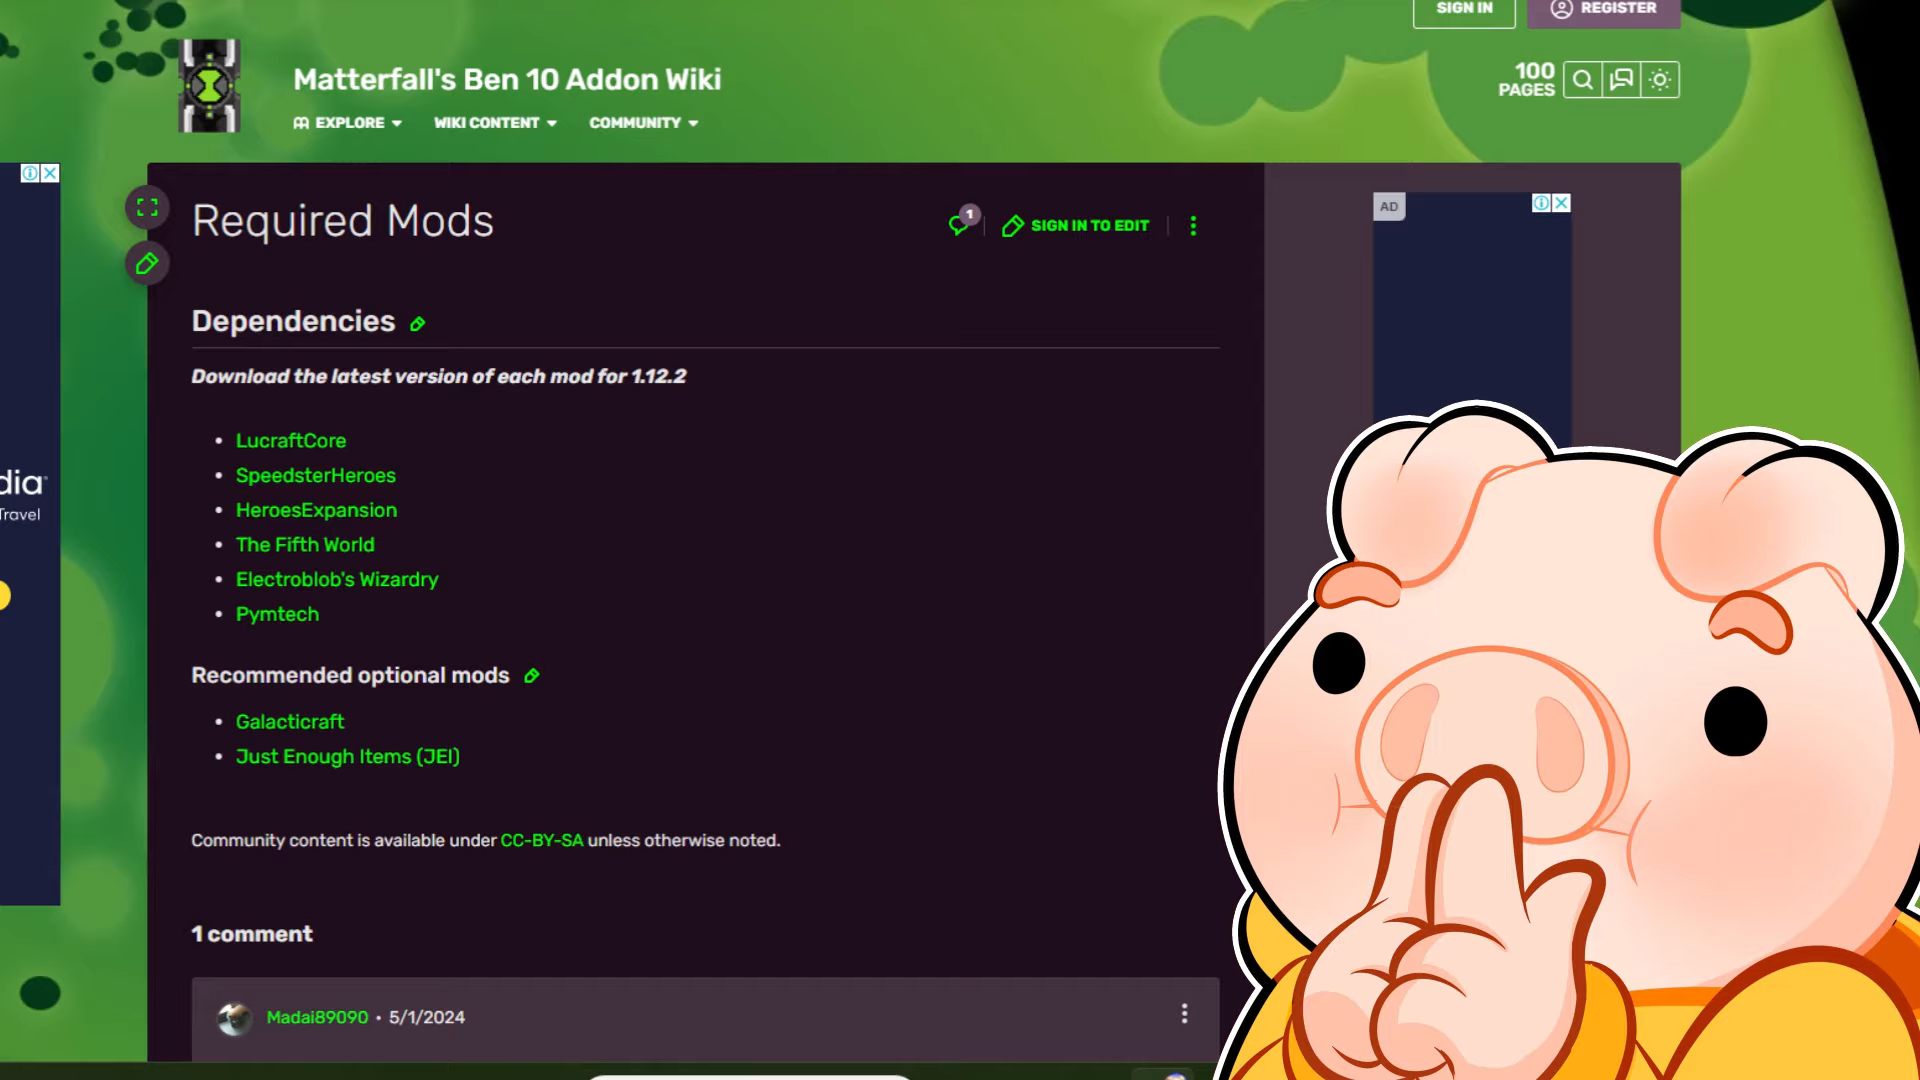 SIGN IN
REGISTER
Matterfall's Ben 10 Addon Wiki
100
PAGES
EXPLORE
WIKI CONTENT
COMMUNITY
Required Mods
1
SIGN IN TO EDIT
AD
Dependencies
Download the latest version of each mod for 1.12.2
• LucraftCore
• SpeedsterHeroes
• HeroesExpansion
• The Fifth World
• Electroblob's Wizardry
• Pymtech
dia
Travel
Recommended optional mods
• Galacticraft
• Just Enough Items (JEI)
Community content is available under CC-BY-SA unless otherwise noted.
1 comment
Madai89090 • 5/1/2024